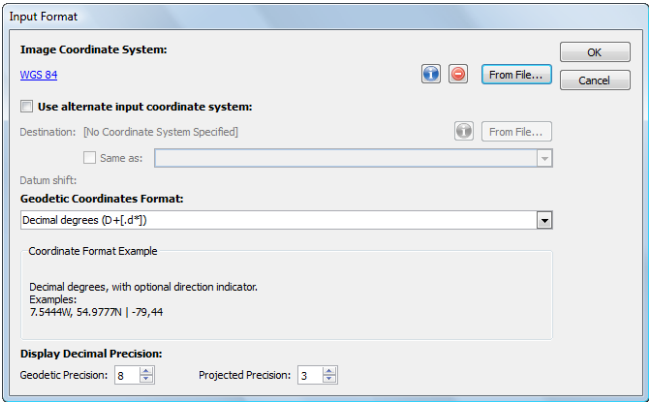 Input Format
Image Coordinate System:
OK
WGS 84
From File...
Cancel
Use alternate input coordinate system:
Destination: [No Coordinate System Specified]
From File...
Same as:
Datum shift:
Geodetic Coordinates Format:
Decimal degrees (D+[.d*])
Coordinate Format Example
Decimal degrees, with optional direction indicator.
Examples:
7.5444W, 54.9777N | -79,44
Display Decimal Precision:
Geodetic Precision: 8 Projected Precision: 3